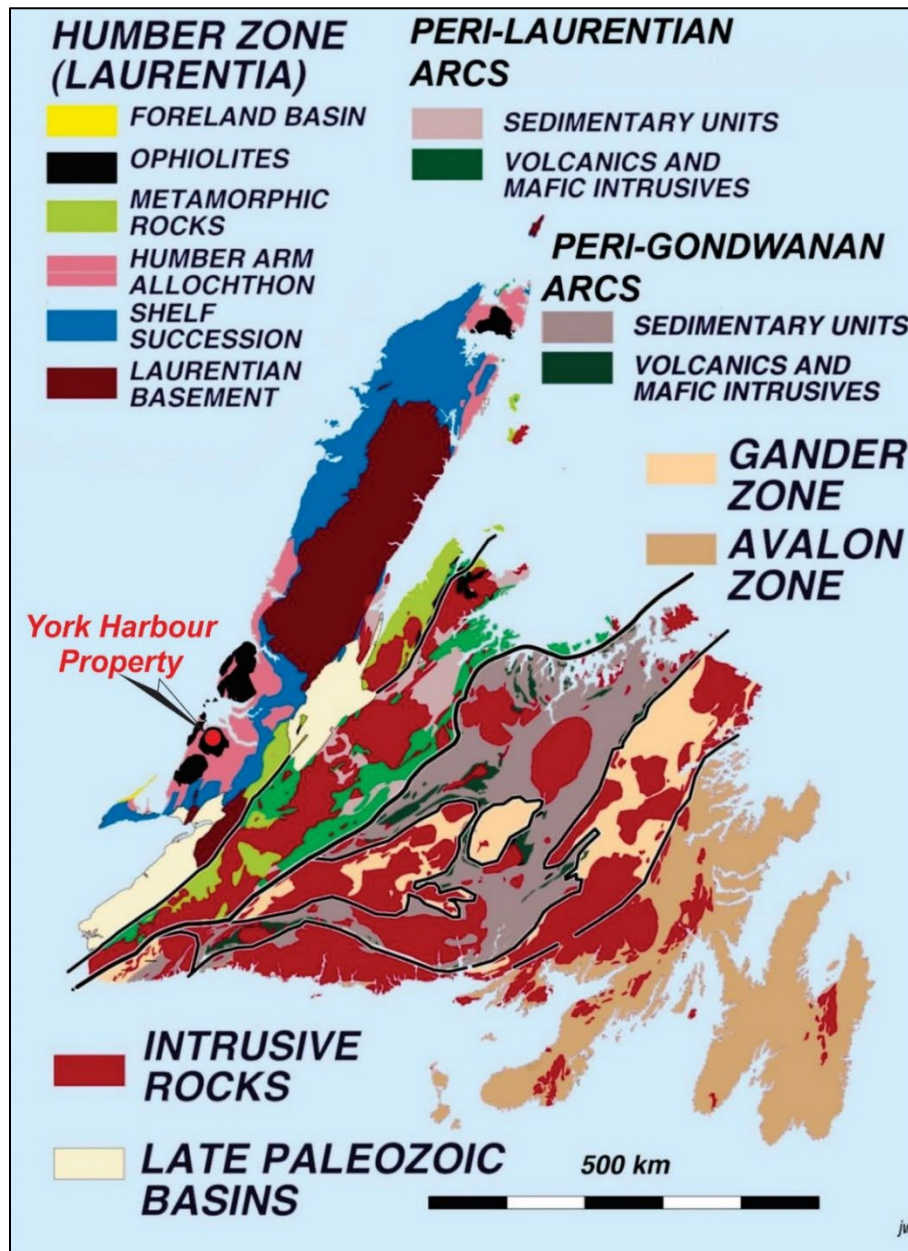 HUMBER ZONE
(LAURENTIA)
FORELAND BASIN
OPHIOLITES
METAMORPHIC
ROCKS
HUMBER ARM
ALLOCHTHON
SHELF
SUCCESSION
LAURENTIAN
BASEMENT
PERI-LAURENTIAN
ARCS
SEDIMENTARY UNITS
VOLCANICS AND
MAFIC INTRUSIVES
PERI-GONDWANAN
ARCS
SEDIMENTARY UNITS
VOLCANICS AND
MAFIC INTRUSIVES
GANDER
ZONE
AVALON
ZONE
York Harbour
Property
INTRUSIVE
ROCKS
LATE PALEOZOIC
BASINS
500 km